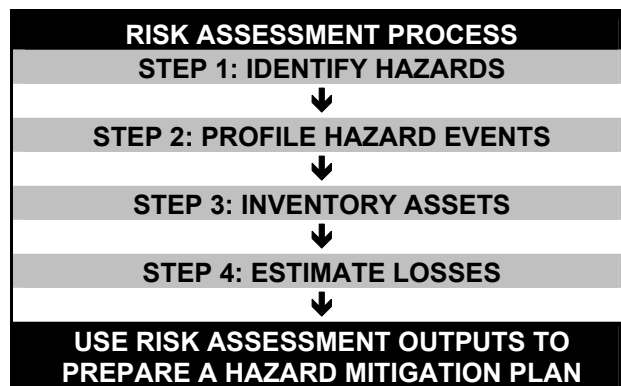 RISK ASSESSMENT PROCESS
STEP 1: IDENTIFY HAZARDS
STEP 2: PROFILE HAZARD EVENTS
STEP 3: INVENTORY ASSETS
STEP 4: ESTIMATE LOSSES
USE RISK ASSESSMENT OUTPUTS TO
PREPARE A HAZARD MITIGATION PLAN